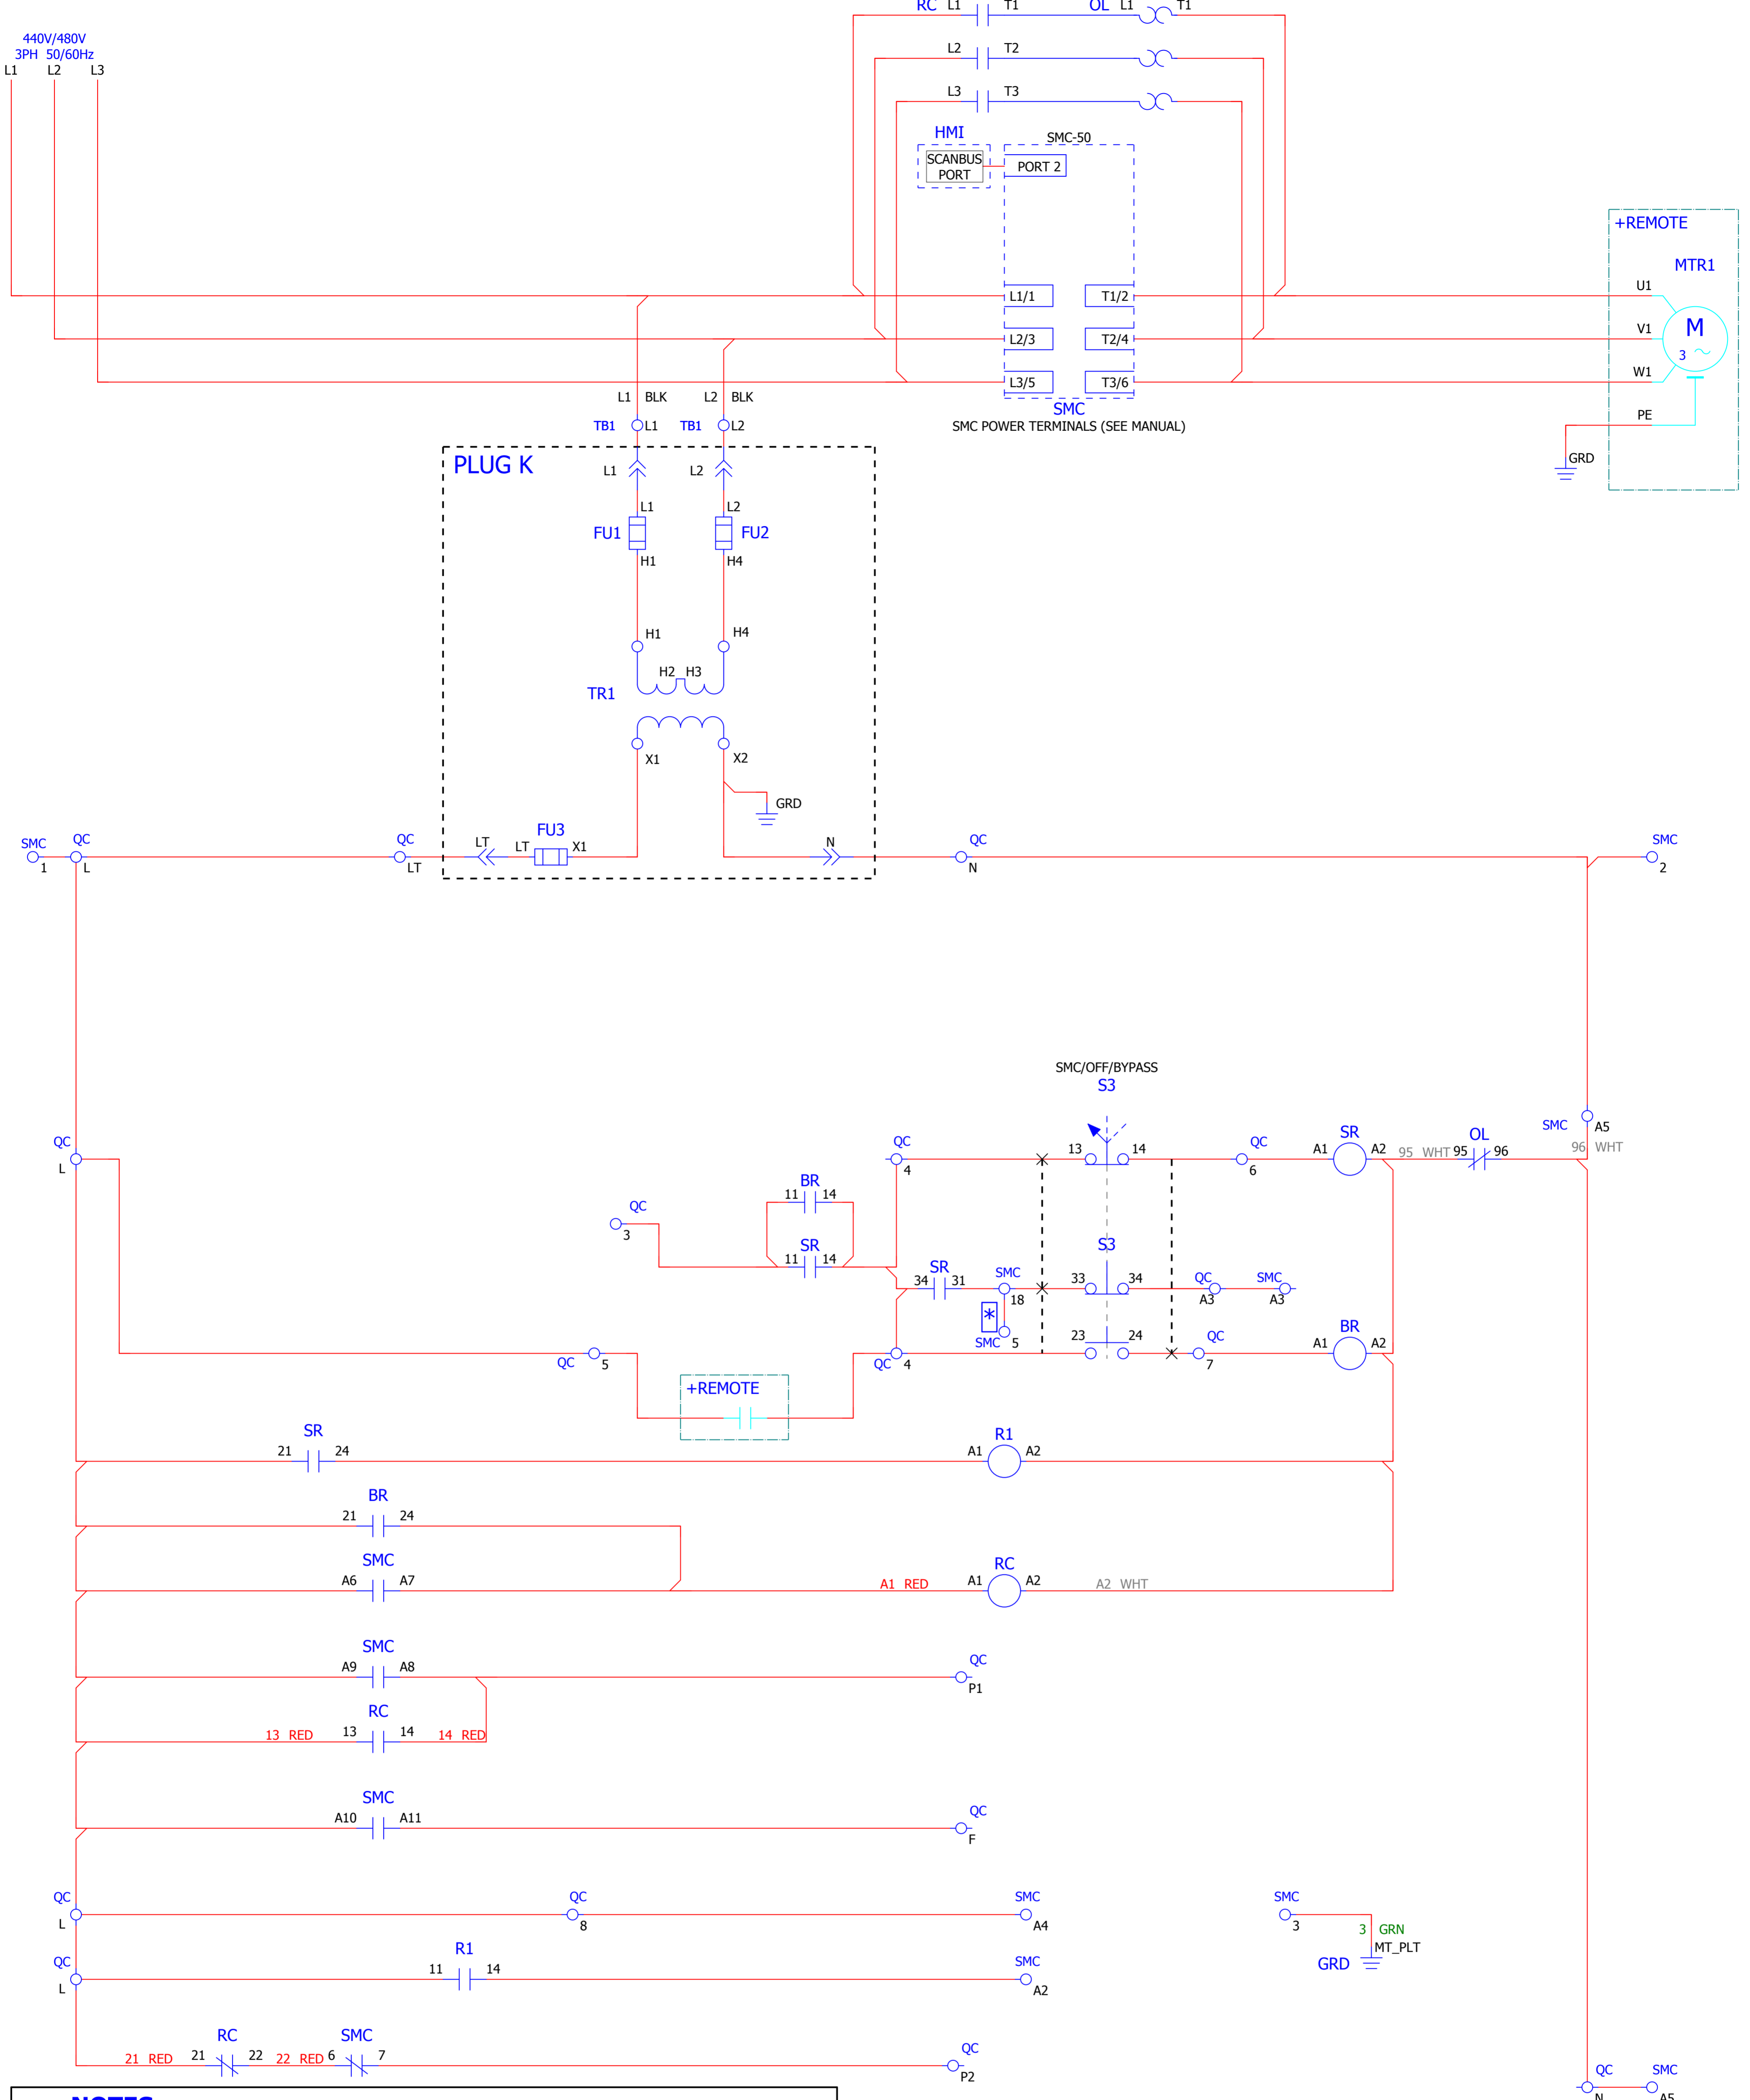 RC L1 T1 OL L1 T1
440V/480V
3PH 50/60Hz
L1 L2 L3
L2 T2
L3 T3
HMI
SMC-50
SCANBUS
PORT
PORT 2
+REMOTE
MTR1
U1
L1/1 T1/2
M
3
V1
L2/3 T2/4
W1
L3/5 T3/6
L1 BLK L2 BLK
SMC
PE
TB1 L1 TB1 L2
SMC POWER TERMINALS (SEE MANUAL)
GRD
PLUG K
L1 L2
L1 L2
FU1 FU2
H1 H4
H1 H4
H2 H3
TR1
X1 X2
GRD
SMC QC QC FU3 QC SMC
LT LT X1 N
1 L LT N 2
SMC/OFF/BYPASS
S3
SMC A5
QC QC 13 14 QC SR OL
A1 A2 95 WHT 95 96 96 WHT
L 4 6
BR
11 14
QC
3
SR
11 14
S3
SR SMC
34 31 33 34 QC SMC
18 A3 A3
*
SMC 5
23 24 QC BR
A1 A2
QC 5 QC 4 7
+REMOTE
SR R1
21 24 A1 A2
BR
21 24
SMC RC
A6 A7 A1 RED A1 A2 A2 WHT
SMC QC
A9 A8
P1
RC
13 RED 13 14 14 RED
SMC QC
A10 A11
F
QC QC SMC SMC
L 8 A4 3
3 GRN
MT_PLT
GRD
QC R1 SMC
11 14
L A2
RC SMC QC
21 RED 21 22 22 RED 6 7
P2
QC SMC
N A5
NOTES